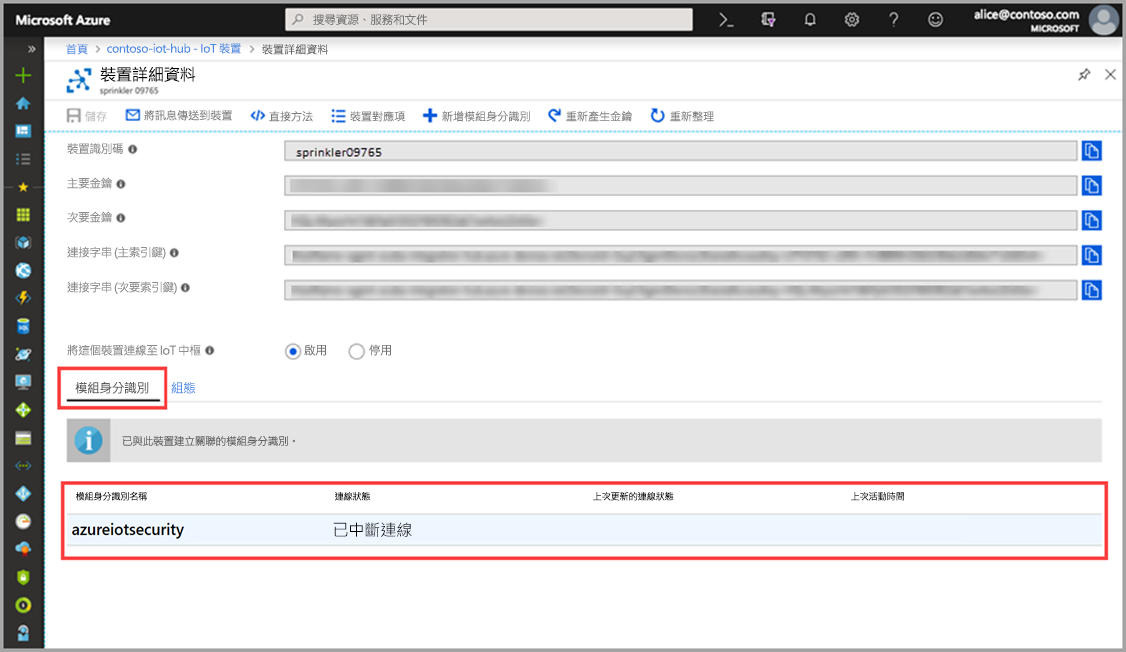 Microsoft Azure
搜尋資源、服務和文件
alice@contoso.com
MICROSOFT
首頁 > contoso-iot-hub - IoT 裝置 > 裝置詳細資料
裝置詳細資料
sprinkler 09765
儲存 將訊息傳送到裝置 直接方法 裝置對應項 新增模組身分識別 重新產生金鑰 重新整理
裝置識別碼 sprinkler09765
主要金鑰
次要金鑰
連接字串 (主索引鍵)
連接字串 (次要索引鍵)
將這個裝置連線至 IoT 中樞 啟用 停用
模組身分識別 組態
已與此裝置建立關聯的模組身分識別。
模組身分識別名稱 連線狀態 上次更新的連線狀態 上次活動時間
azureiotsecurity 已中斷連線